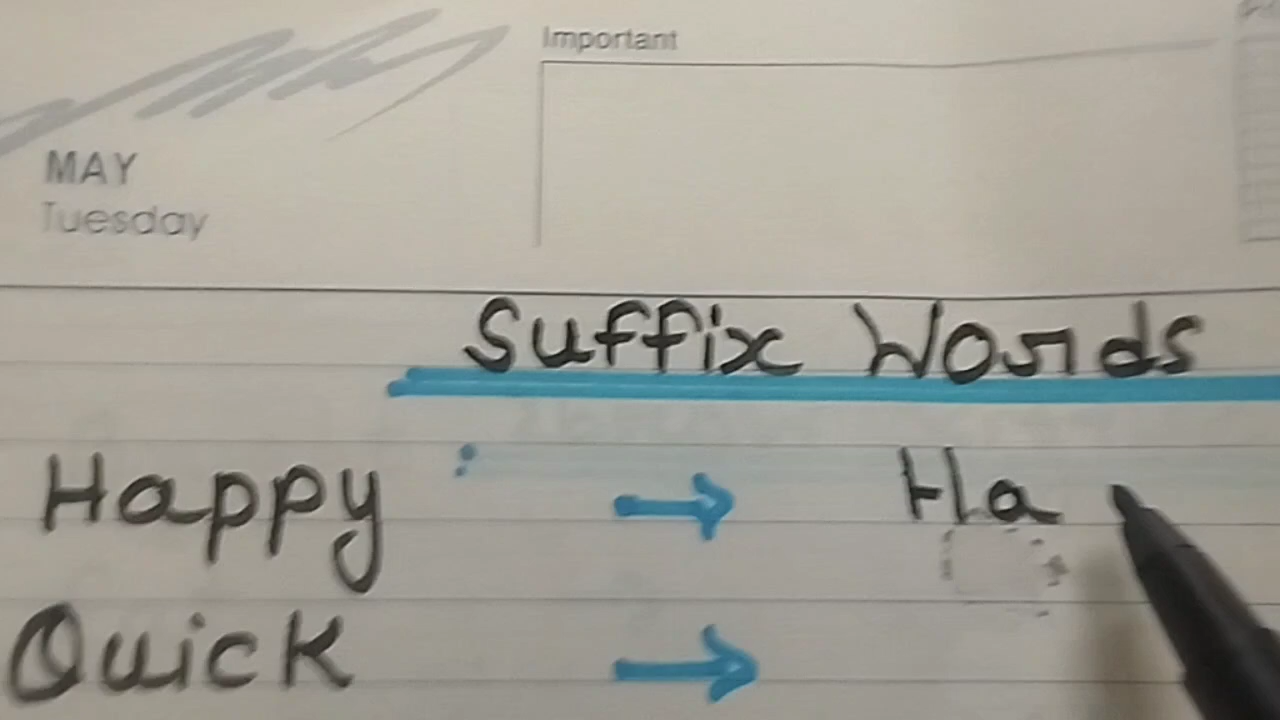 Important
MAY
Tuesday
Suffix Words
Happy → Ha
Quick →